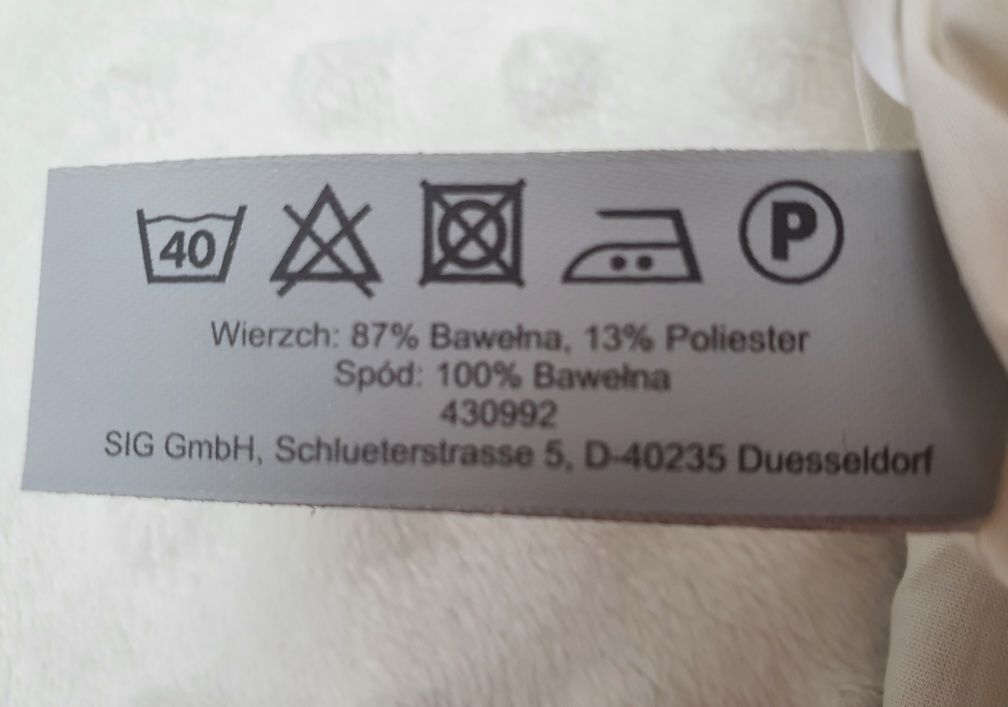 40 P
Wierzch: 87% Bawełna, 13% Poliester
Spód: 100% Bawełna
430992
SIG GmbH, Schlueterstrasse 5, D-40235 Duesseldorf